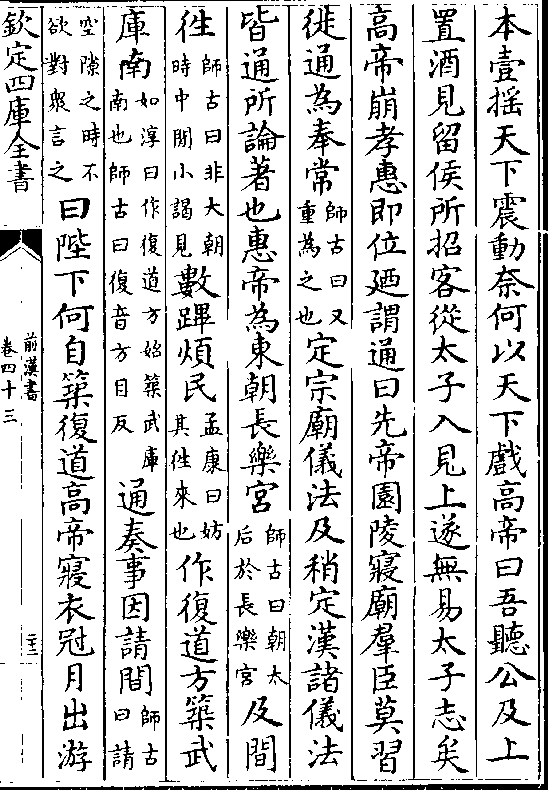 本壹揺天下震動奈何以天下戲高帝曰吾聽公及上
置酒見留侯所招客從太子入見上遂無易太子志矣
高帝崩孝惠即位廼謂通曰先帝園陵寢廟羣臣莫習
徙通為奉常師古曰又重為之也定宗廟儀法及稍定漢諸儀法
皆通所論著也惠帝為東朝長樂宮師古曰朝太后於長樂宮及間
徃師古曰非大朝時中間小謁見數蹕煩民孟康曰妨其徃來也作復道方築武
庫南如淳曰作復道方始築武庫南也師古曰復音方目反通奏事因請間師古曰請
空隙之時不欲對衆言之曰陛下何自築復道高帝寢衣冠月出游
欽定四庫全書
前漢書
卷四十三